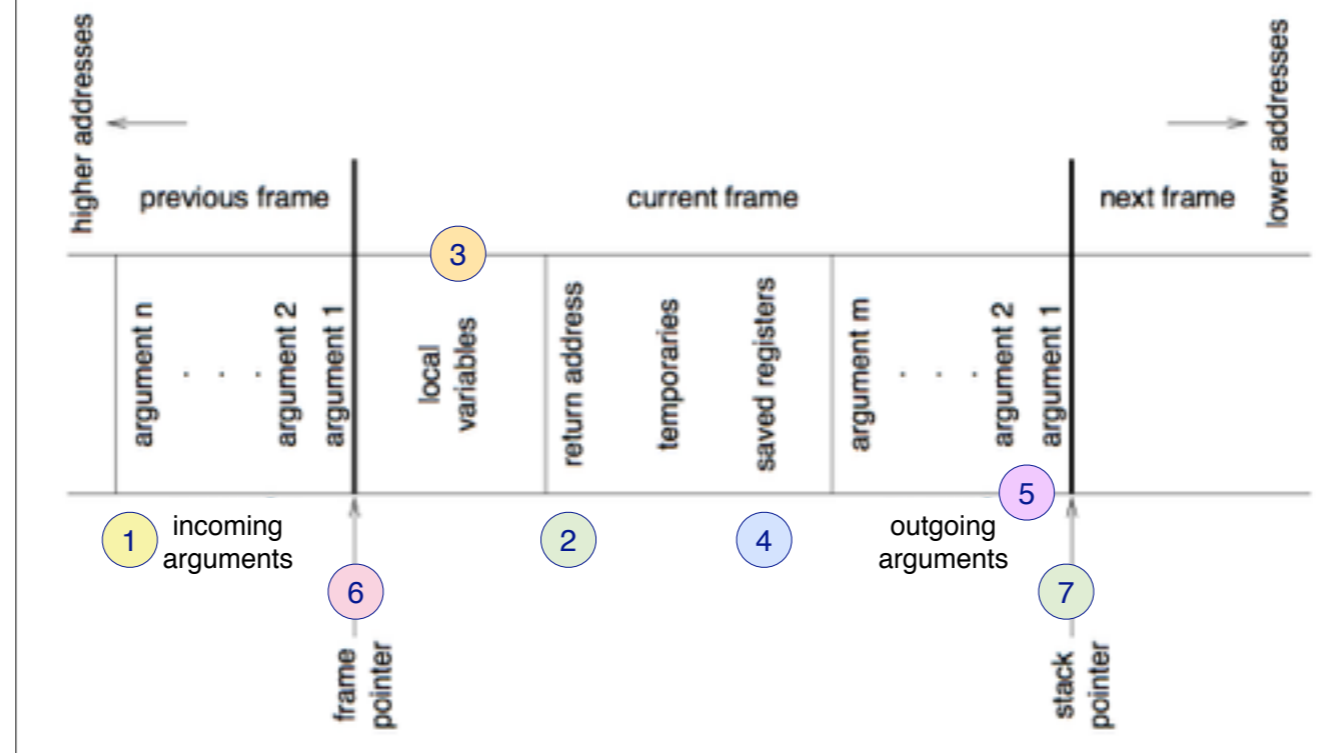 higher addresses
lower addresses
previous frame
current frame
next frame
3
argument n
. . .
argument 2
argument 1
local
variables
return address
temporaries
saved registers
argument m
. . .
argument 2
argument 1
5
1
incoming
arguments
2
4
outgoing
arguments
6
7
frame
pointer
stack
pointer